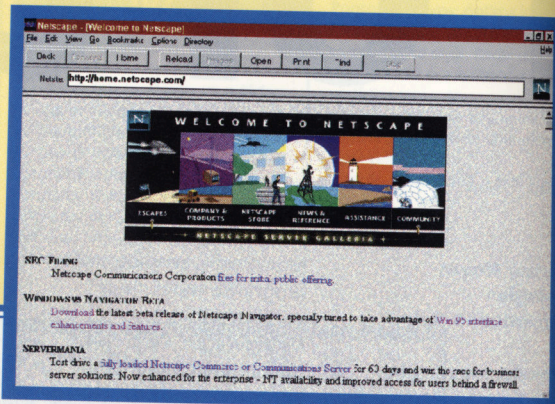 Netscape - [Welcome to Netscape]
File Edit View Go Bookmarks Options Directory
Help
Back Forward Home Reload Images Open Print Find Stop
Netsite: http://home.netscape.com/
N
N WELCOME TO NETSCAPE
ESCAPES COMPANY & PRODUCTS NETSCAPE STORE NEWS & REFERENCE ASSISTANCE COMMUNITY
NETSCAPE SERVER GALLERIA
SEC FILING
Netscape Communications Corporation files for initial public offering.
WINDOWS 95 NAVIGATOR BETA
Download the latest beta release of Netscape Navigator, specially tuned to take advantage of Win 95 interface
enhancements and features.
SERVERMANIA
Test drive a fully loaded Netscape Commerce or Communications Server for 60 days and win the race for business
server solutions. Now enhanced for the enterprise - NT availability and improved access for users behind a firewall.